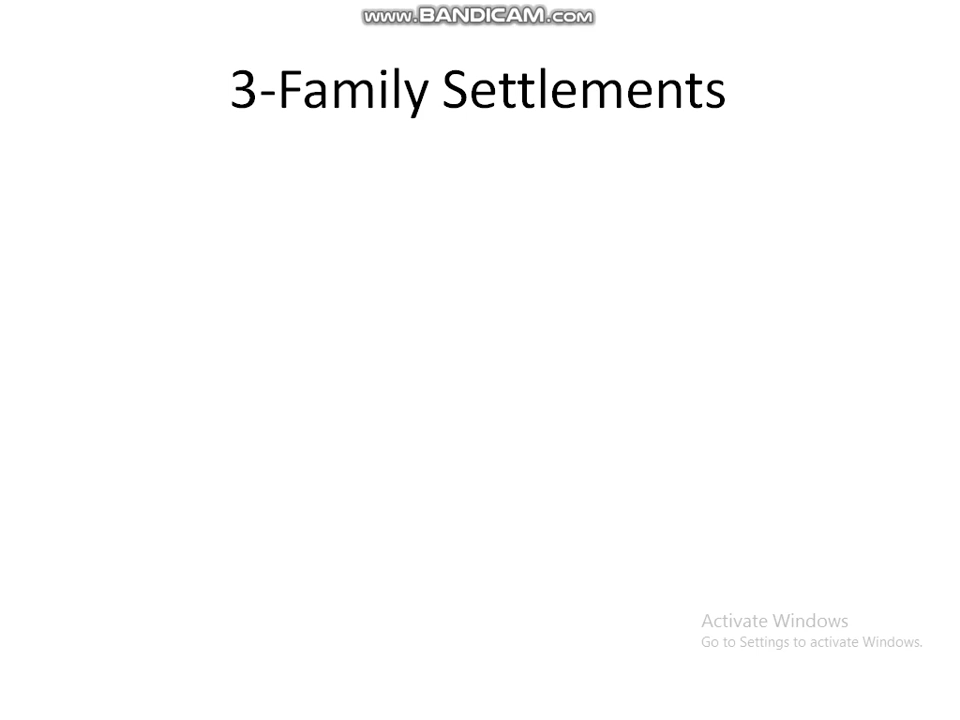 www.BANDICAM.com
3-Family Settlements
Activate Windows
Go to Settings to activate Windows.